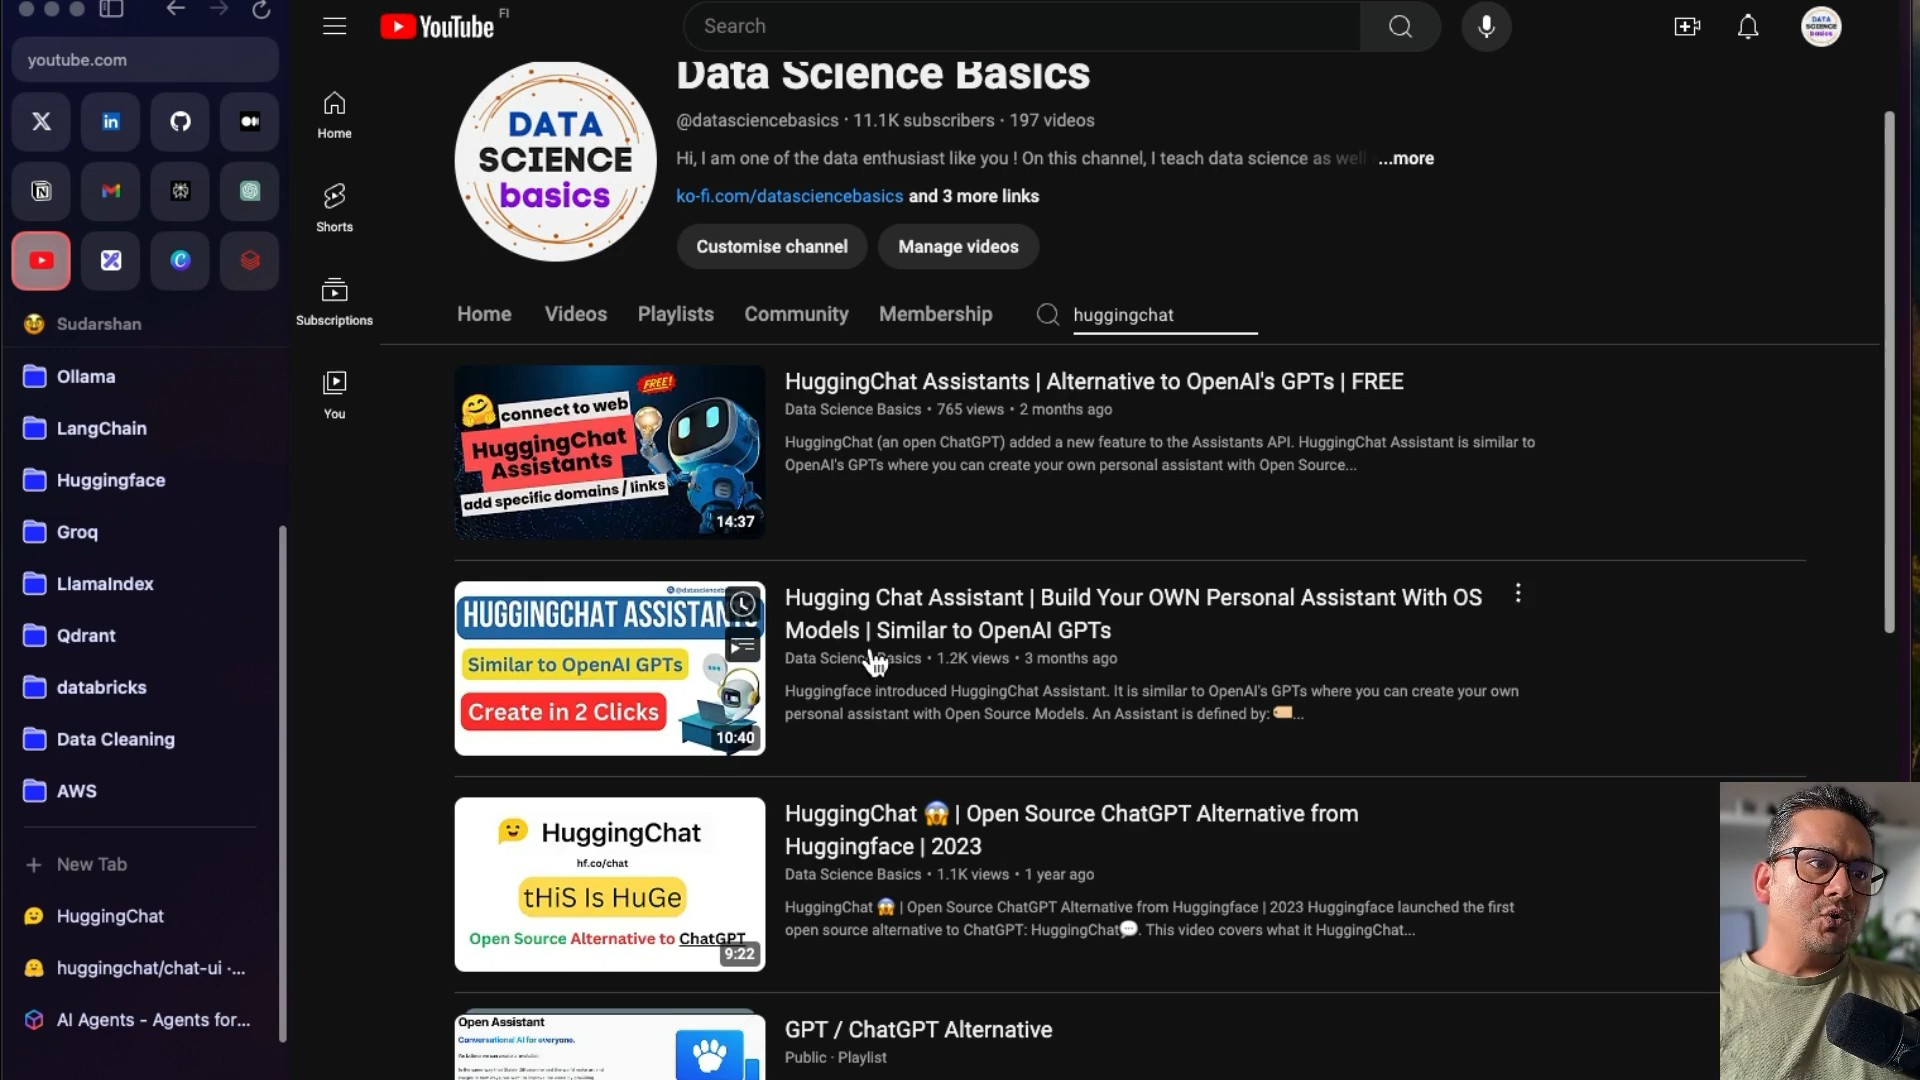 youtube.com
Sudarshan
Ollama
LangChain
Huggingface
Groq
LlamaIndex
Qdrant
databricks
Data Cleaning
AWS
New Tab
HuggingChat
huggingchat/chat-ui ·...
AI Agents - Agents for...
YouTube FI
Search
DATA
SCIENCE
basics
Home
Shorts
Subscriptions
You
DATA
SCIENCE
basics
Data Science Basics
@datasciencebasics · 11.1K subscribers · 197 videos
Hi, I am one of the data enthusiast like you ! On this channel, I teach data science as well ...more
ko-fi.com/datasciencebasics and 3 more links
Customise channel
Manage videos
Home
Videos
Playlists
Community
Membership
huggingchat
FREE!
connect to web
HuggingChat
Assistants
add specific domains / links
14:37
HuggingChat Assistants | Alternative to OpenAI's GPTs | FREE
Data Science Basics • 765 views • 2 months ago
HuggingChat (an open ChatGPT) added a new feature to the Assistants API. HuggingChat Assistant is similar to
OpenAI's GPTs where you can create your own personal assistant with Open Source...
HUGGINGCHAT ASSISTAN
Similar to OpenAI GPTs
Create in 2 Clicks
10:40
Hugging Chat Assistant | Build Your OWN Personal Assistant With OS
Models | Similar to OpenAI GPTs
Data Science Basics • 1.2K views • 3 months ago
Huggingface introduced HuggingChat Assistant. It is similar to OpenAI's GPTs where you can create your own
personal assistant with Open Source Models. An Assistant is defined by: 🏷️...
HuggingChat
hf.co/chat
tHiS Is HuGe
Open Source Alternative to ChatGPT
9:22
HuggingChat 😱 | Open Source ChatGPT Alternative from
Huggingface | 2023
Data Science Basics • 1.1K views • 1 year ago
HuggingChat 😱 | Open Source ChatGPT Alternative from Huggingface | 2023 Huggingface launched the first
open source alternative to ChatGPT: HuggingChat💬. This video covers what it HuggingChat...
Open Assistant
Conversational AI for everyone.
GPT / ChatGPT Alternative
Public · Playlist